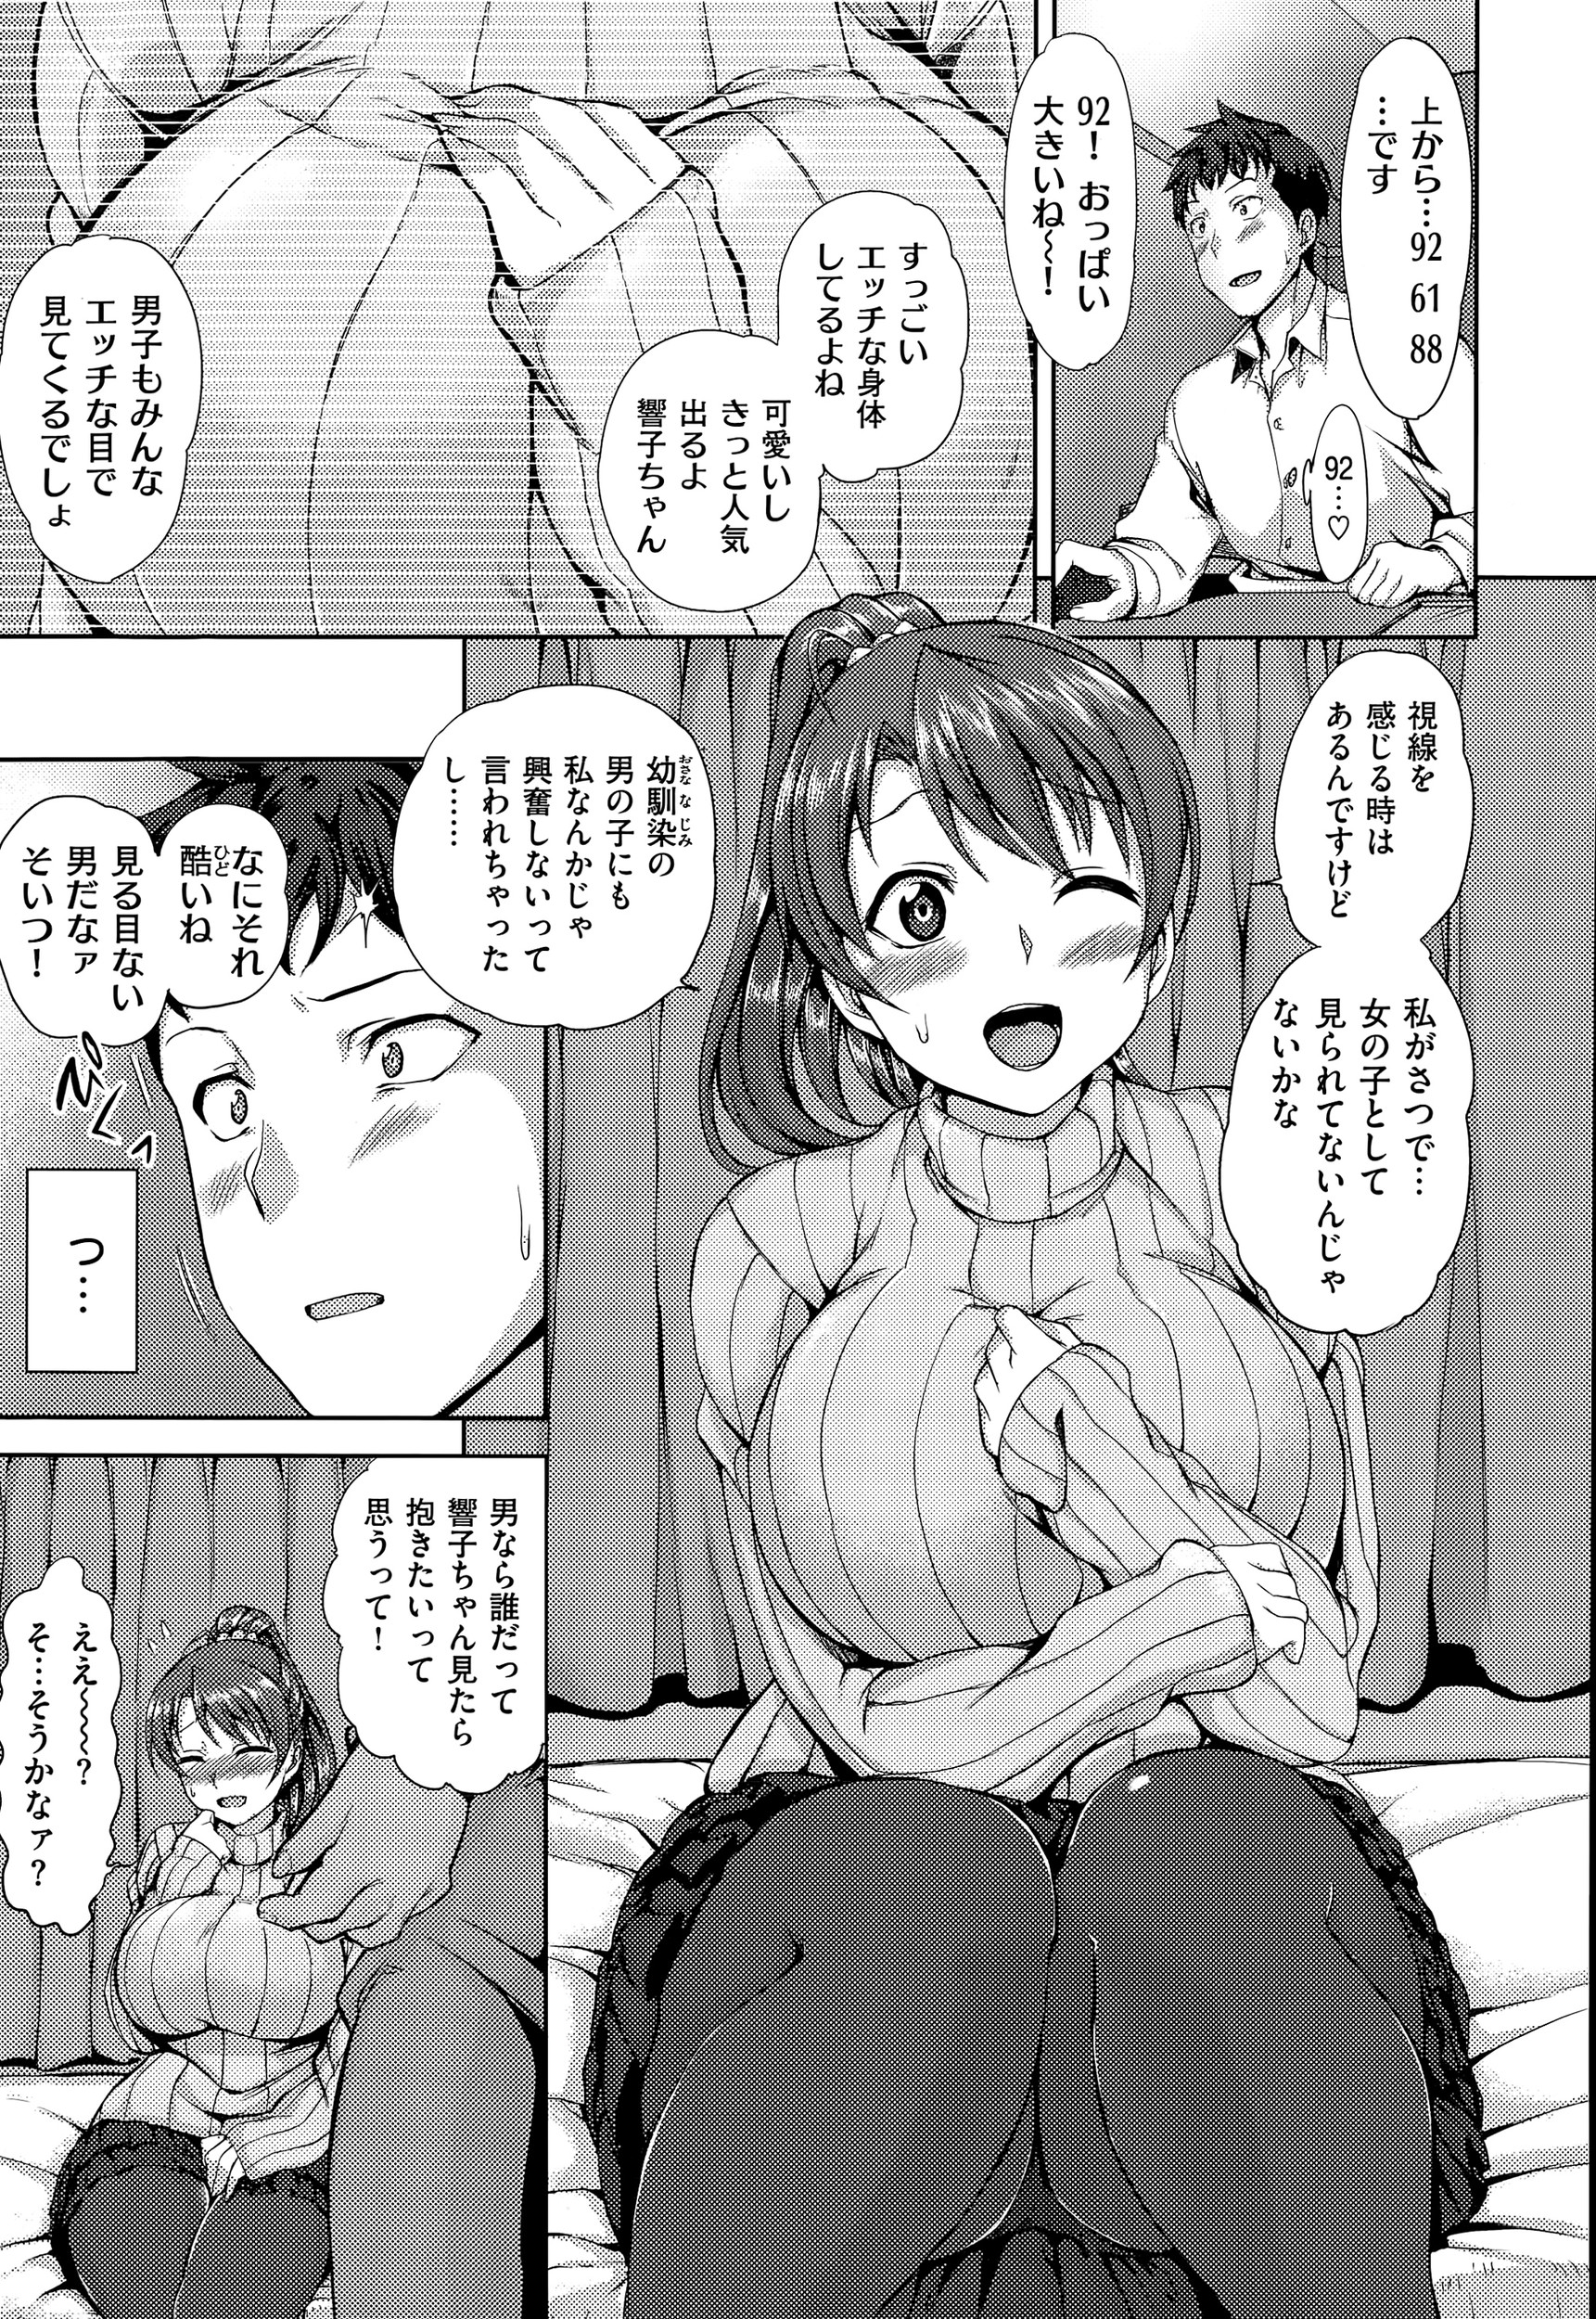 上から…92 61 88
…です
92…♡
92！おっぱい
大きいね〜！
すっごい
エッチな身体
してるよね
可愛いし
きっと人気
出るよ
響子ちゃん
男子もみんな
エッチな目で
見てくるでしょ
視線を
感じる時は
あるんですけど
私がさつで…
女の子として
見られてないんじゃ
ないかな
幼馴染の
おさななじみ
男の子にも
私なんかじゃ
興奮しないって
言われちゃった
し……
なにそれ
酷いね
ひど
見る目ない
男だなァ
そいつ！
っ…
男なら誰だって
響子ちゃん見たら
抱きたいって
思うって！
ええ〜〜〜？
そ…そうかなァ？